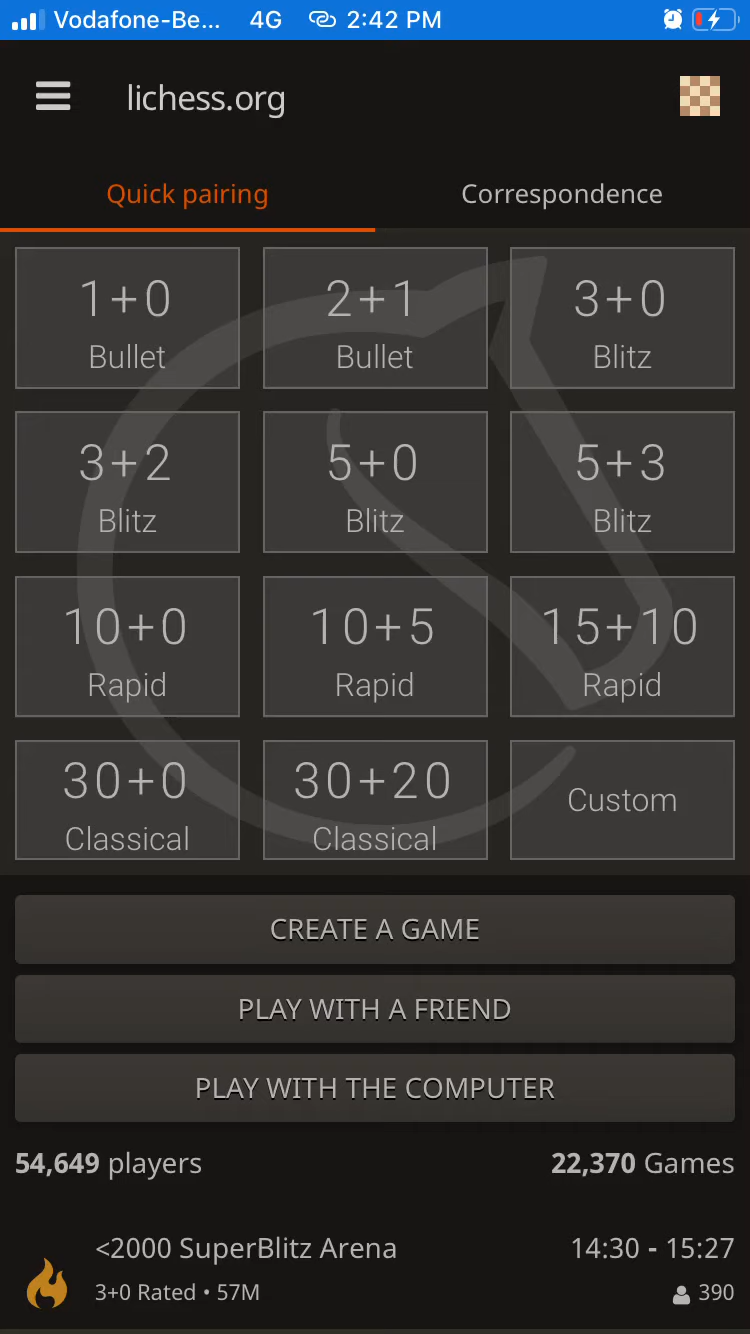 Vodafone-Be... 4G 2:42 PM
lichess.org
Quick pairing Correspondence
1+0 2+1 3+0
Bullet Bullet Blitz
3+2 5+0 5+3
Blitz Blitz Blitz
10+0 10+5 15+10
Rapid Rapid Rapid
30+0 30+20 Custom
Classical Classical
CREATE A GAME
PLAY WITH A FRIEND
PLAY WITH THE COMPUTER
54,649 players 22,370 Games
<2000 SuperBlitz Arena 14:30 - 15:27
3+0 Rated • 57M 390